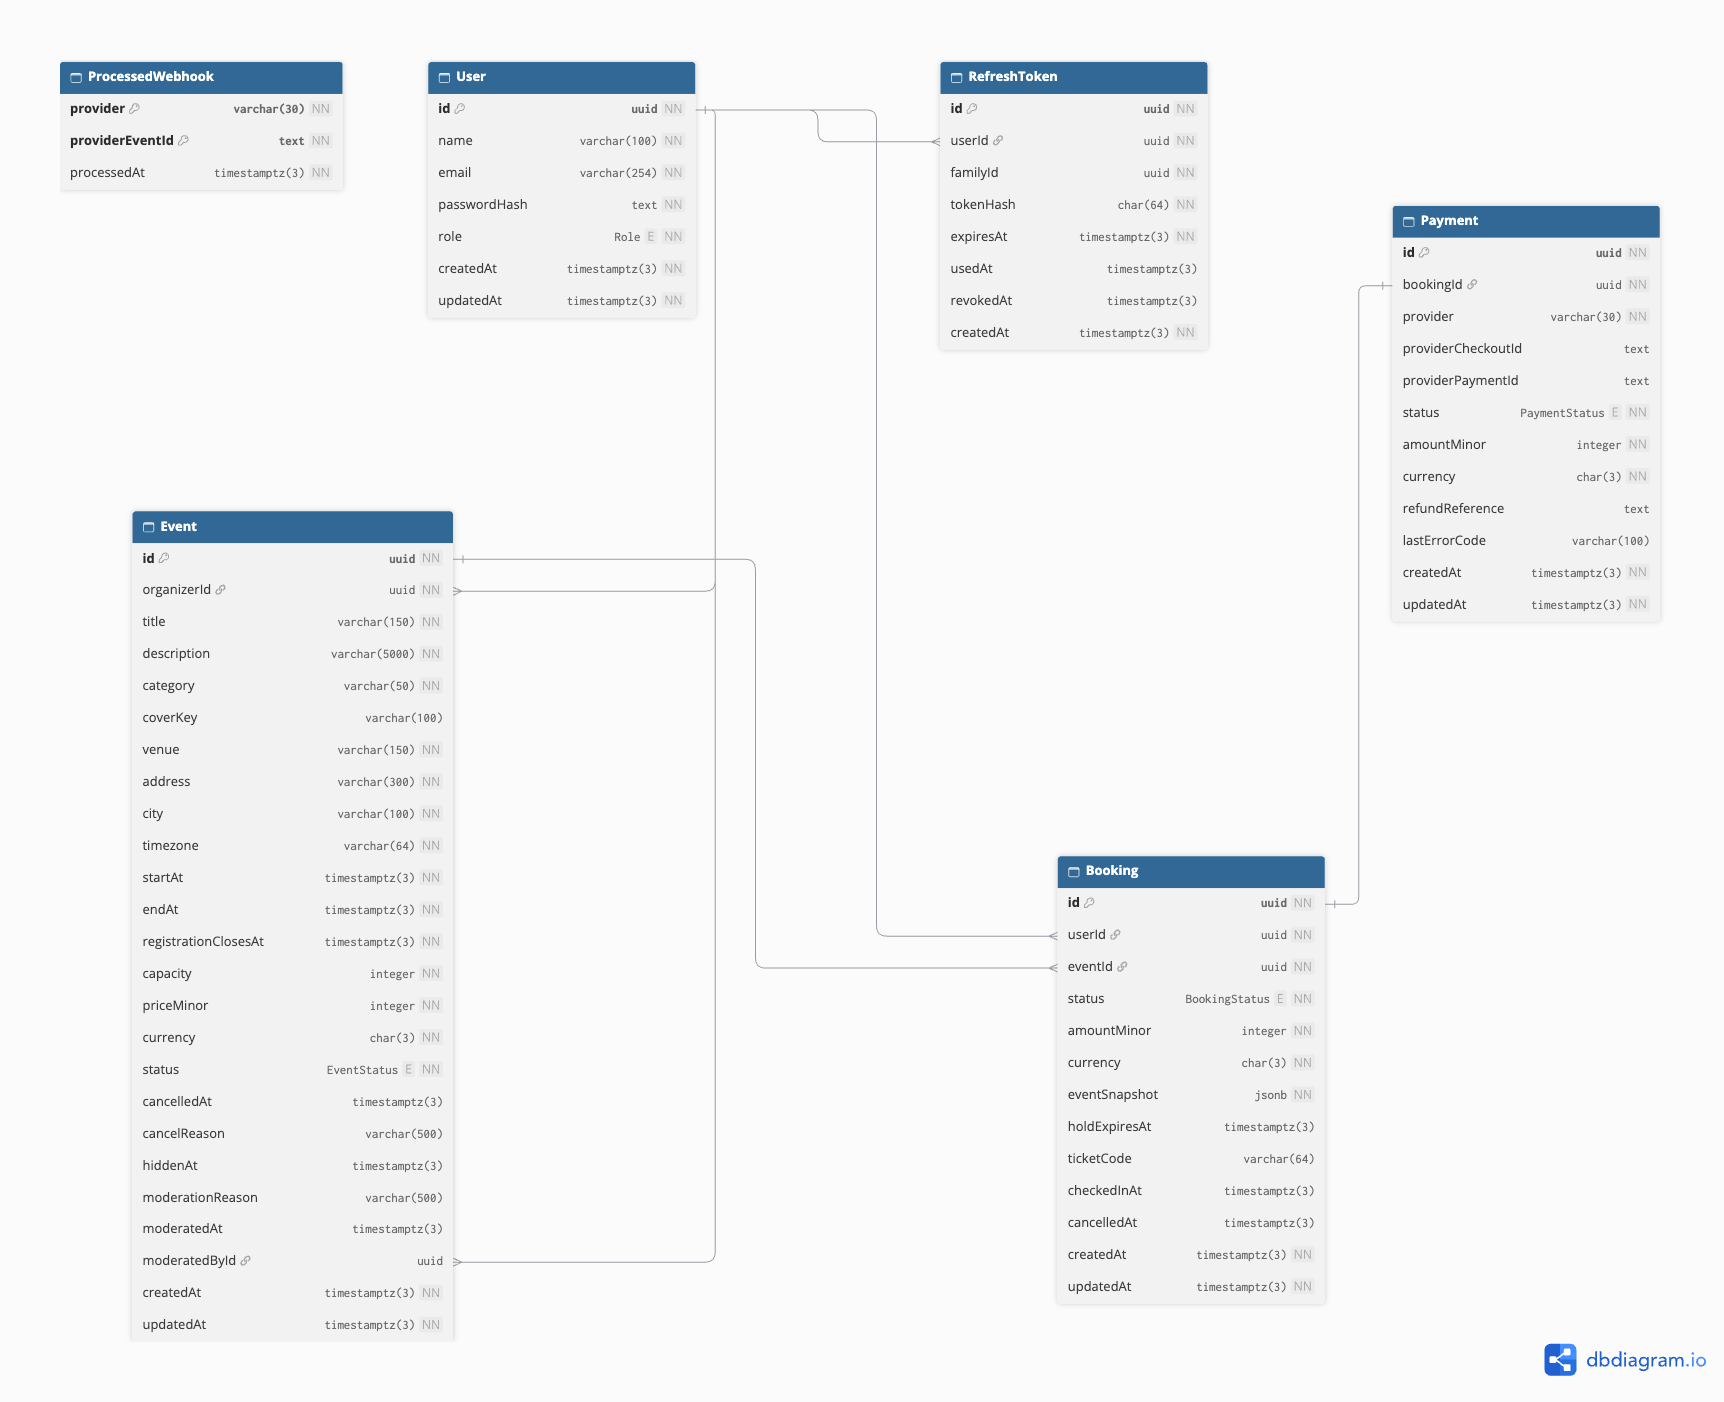 ProcessedWebhook
provider varchar(30) NN
providerEventId text NN
processedAt timestamptz(3) NN
User
id uuid NN
name varchar(100) NN
email varchar(254) NN
passwordHash text NN
role Role E NN
createdAt timestamptz(3) NN
updatedAt timestamptz(3) NN
RefreshToken
id uuid NN
userId uuid NN
familyId uuid NN
tokenHash char(64) NN
expiresAt timestamptz(3) NN
usedAt timestamptz(3)
revokedAt timestamptz(3)
createdAt timestamptz(3) NN
Payment
id uuid NN
bookingId uuid NN
provider varchar(30) NN
providerCheckoutId text
providerPaymentId text
status PaymentStatus E NN
amountMinor integer NN
currency char(3) NN
refundReference text
lastErrorCode varchar(100)
createdAt timestamptz(3) NN
updatedAt timestamptz(3) NN
Event
id uuid NN
organizerId uuid NN
title varchar(150) NN
description varchar(5000) NN
category varchar(50) NN
coverKey varchar(100)
venue varchar(150) NN
address varchar(300) NN
city varchar(100) NN
timezone varchar(64) NN
startAt timestamptz(3) NN
endAt timestamptz(3) NN
registrationClosesAt timestamptz(3) NN
capacity integer NN
priceMinor integer NN
currency char(3) NN
status EventStatus E NN
cancelledAt timestamptz(3)
cancelReason varchar(500)
hiddenAt timestamptz(3)
moderationReason varchar(500)
moderatedAt timestamptz(3)
moderatedById uuid
createdAt timestamptz(3) NN
updatedAt timestamptz(3) NN
Booking
id uuid NN
userId uuid NN
eventId uuid NN
status BookingStatus E NN
amountMinor integer NN
currency char(3) NN
eventSnapshot jsonb NN
holdExpiresAt timestamptz(3)
ticketCode varchar(64)
checkedInAt timestamptz(3)
cancelledAt timestamptz(3)
createdAt timestamptz(3) NN
updatedAt timestamptz(3) NN
dbdiagram.io